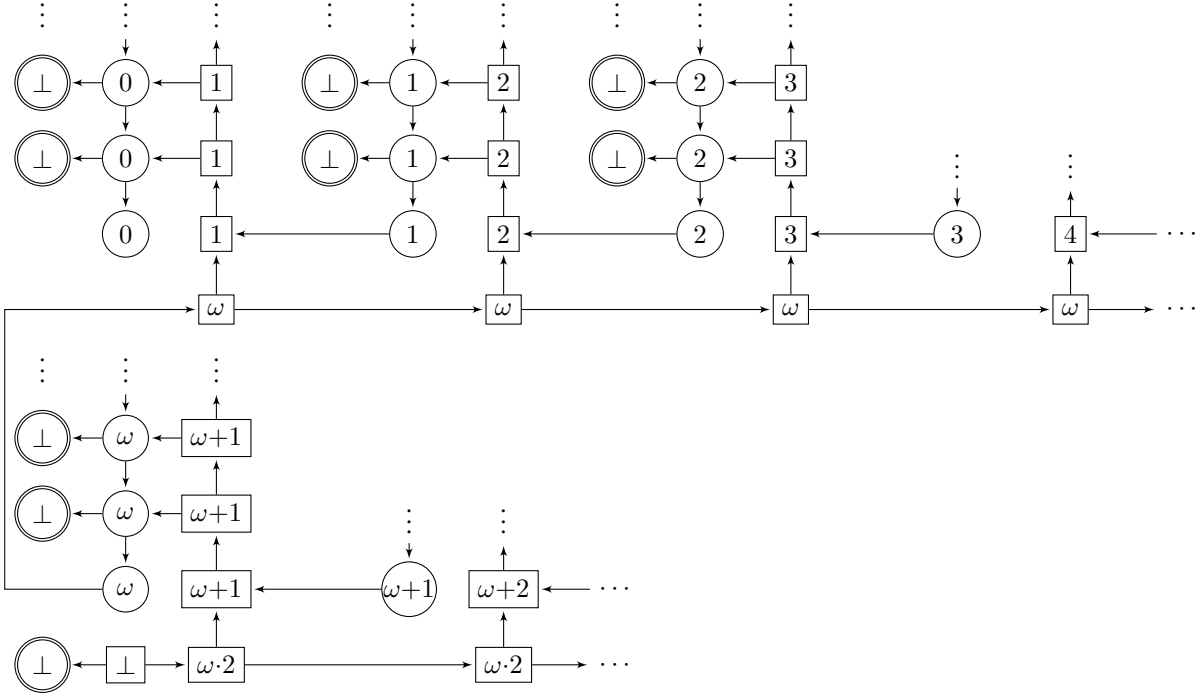 ⋮ ⋮ ⋮ ⋮ ⋮ ⋮ ⋮ ⋮ ⋮
⊥ 0 1 ⊥ 1 2 ⊥ 2 3
⊥ 0 1 ⊥ 1 2 ⊥ 2 3 ⋮ ⋮
0 1 1 2 2 3 3 4 ⋯
ω ω ω ω ⋯
⋮ ⋮ ⋮
⊥ ω ω+1
⊥ ω ω+1 ⋮ ⋮
ω ω+1 ω+1 ω+2 ⋯
⊥ ⊥ ω·2 ω·2 ⋯